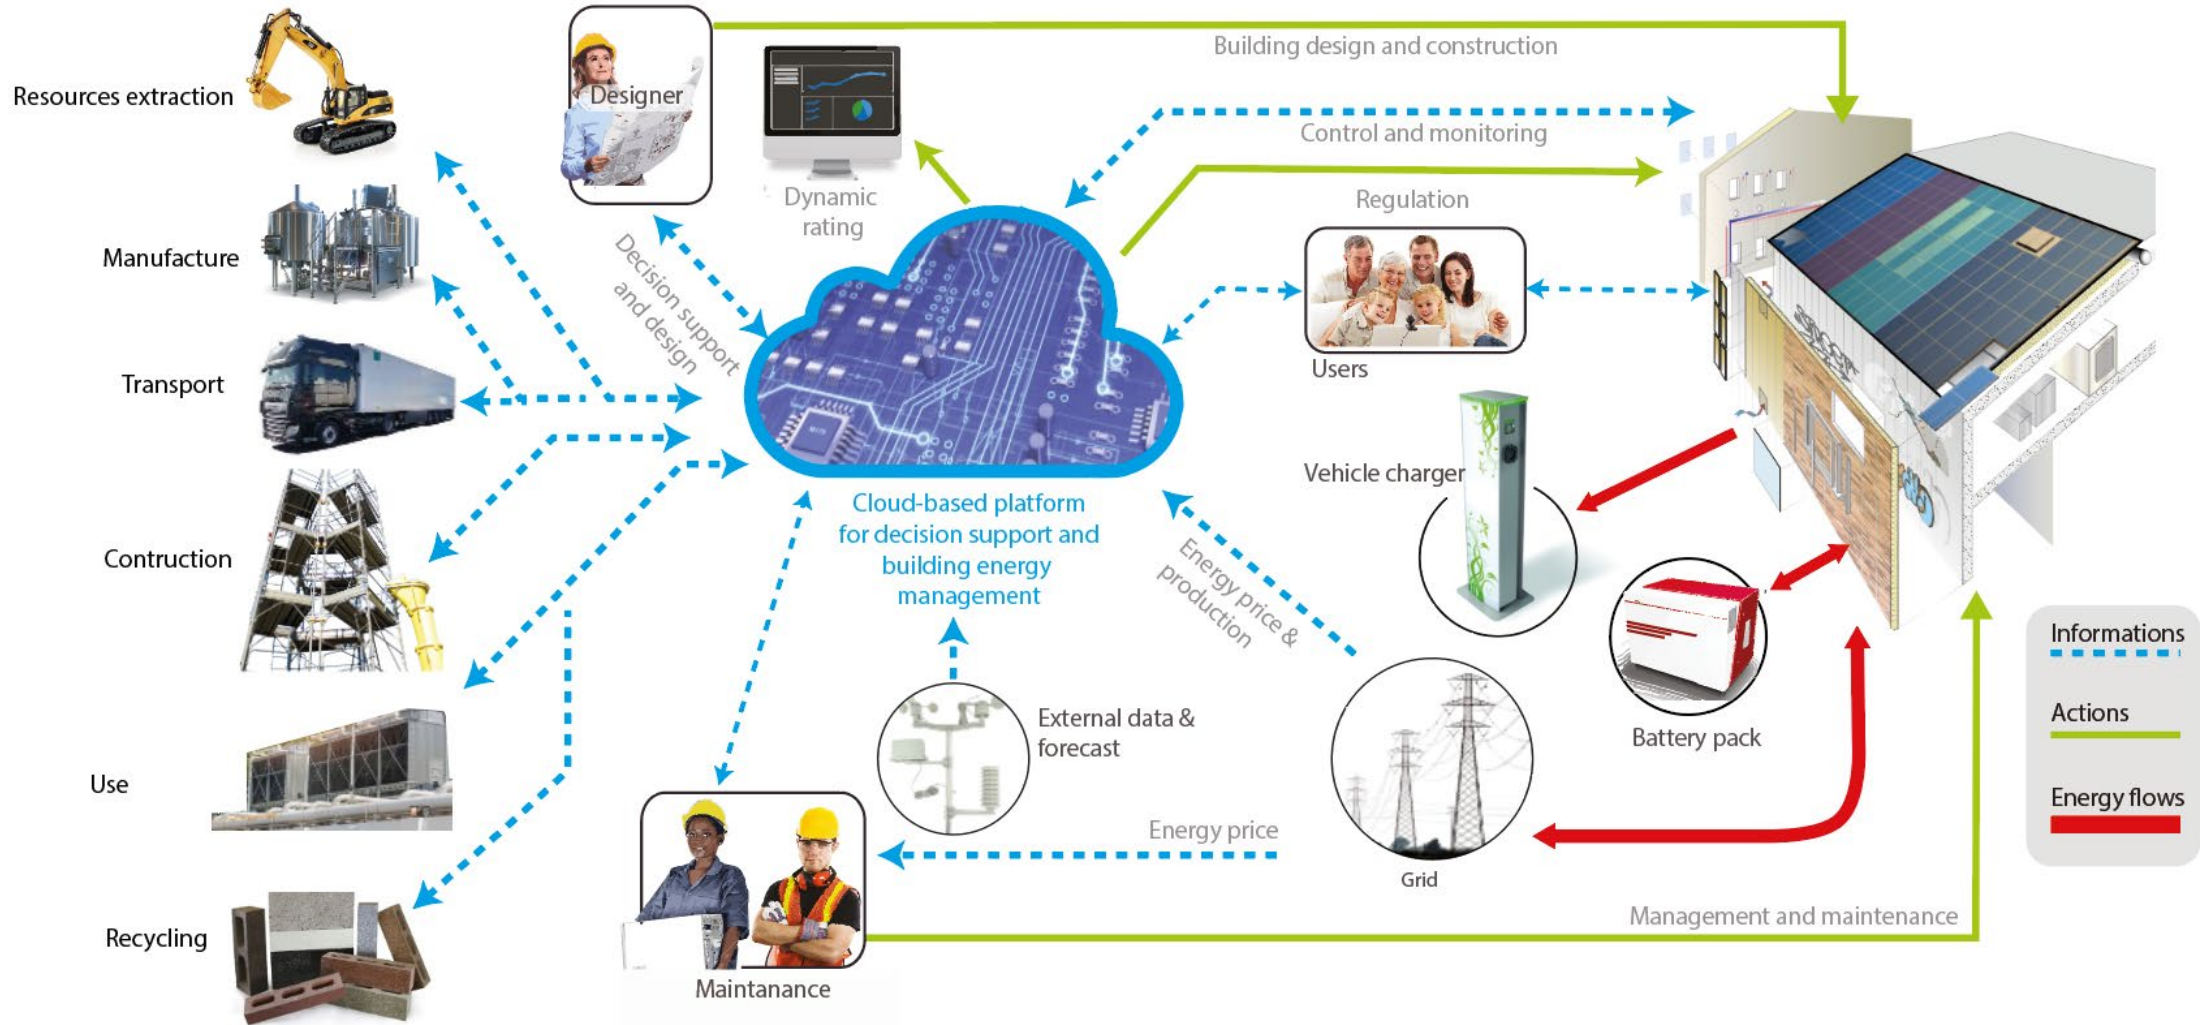 Resources extraction
Manufacture
Transport
Contruction
Use
Recycling
Designer
Decision support
and design
Dynamic
rating
Building design and construction
Control and monitoring
Regulation
Users
Vehicle charger
Battery pack
Cloud-based platform
for decision support and
building energy
management
Energy price &
production
External data &
forecast
Energy price
Grid
Maintanance
Management and maintenance
Informations
Actions
Energy flows